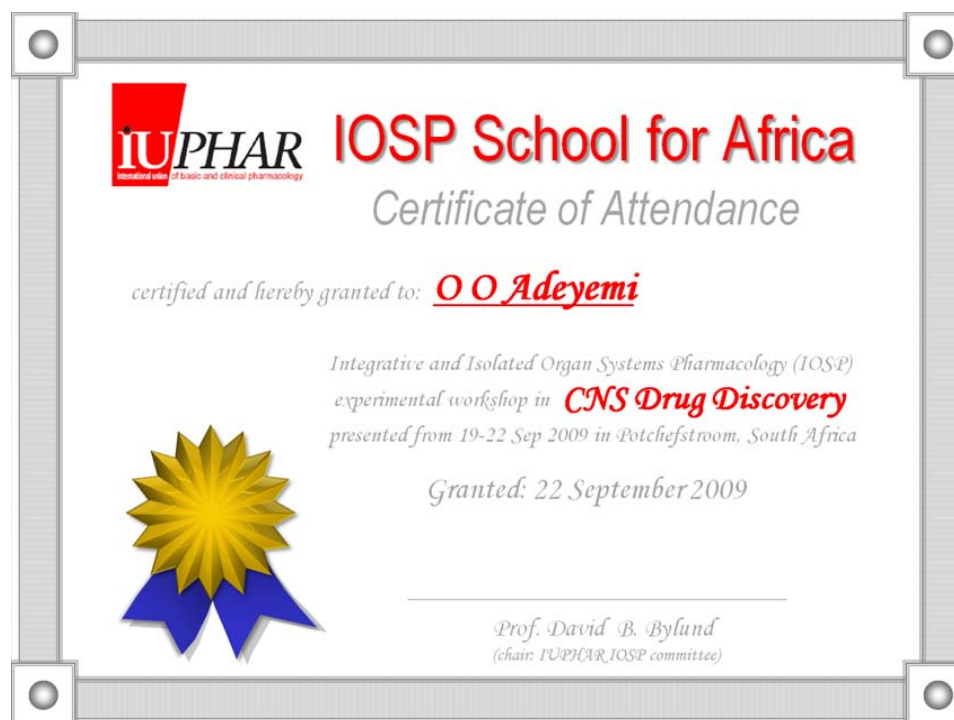 iUPHAR
international union of basic and clinical pharmacology
IOSP School for Africa
Certificate of Attendance
certified and hereby granted to: O O Adeyemi
Integrative and Isolated Organ Systems Pharmacology (IOSP)
experimental workshop in CNS Drug Discovery
presented from 19-22 Sep 2009 in Potchefstroom, South Africa
Granted: 22 September 2009
Prof. David B. Bylund
(chair: IUPHAR IOSP committee)